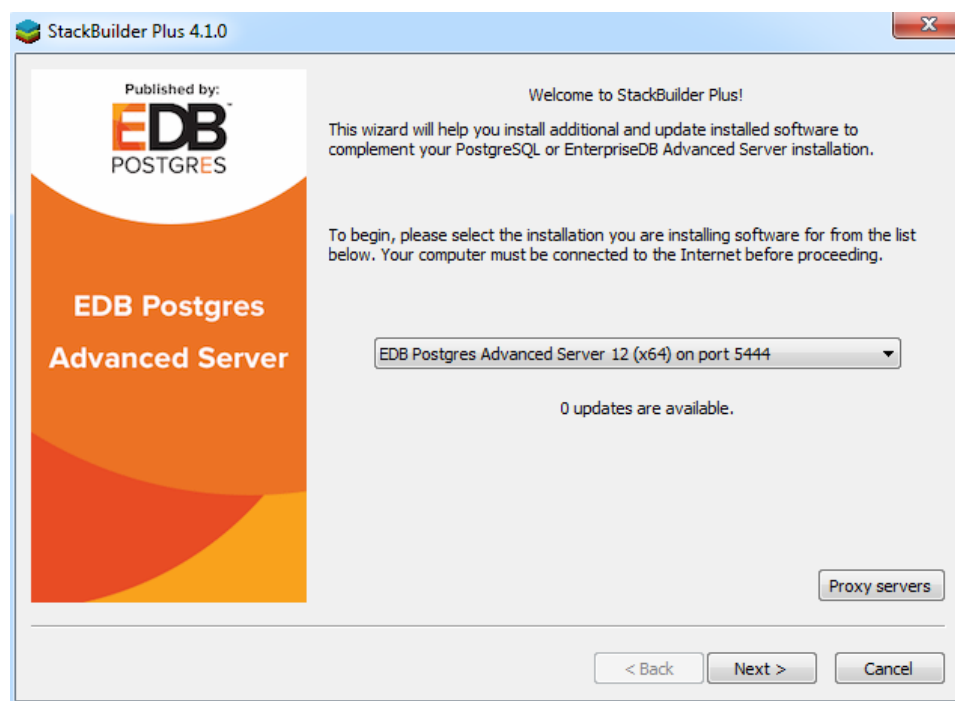 StackBuilder Plus 4.1.0
Published by:
EDB™
POSTGRES
EDB Postgres
Advanced Server
Welcome to StackBuilder Plus!
This wizard will help you install additional and update installed software to
complement your PostgreSQL or EnterpriseDB Advanced Server installation.
To begin, please select the installation you are installing software for from the list
below. Your computer must be connected to the Internet before proceeding.
EDB Postgres Advanced Server 12 (x64) on port 5444
0 updates are available.
Proxy servers
< Back
Next >
Cancel